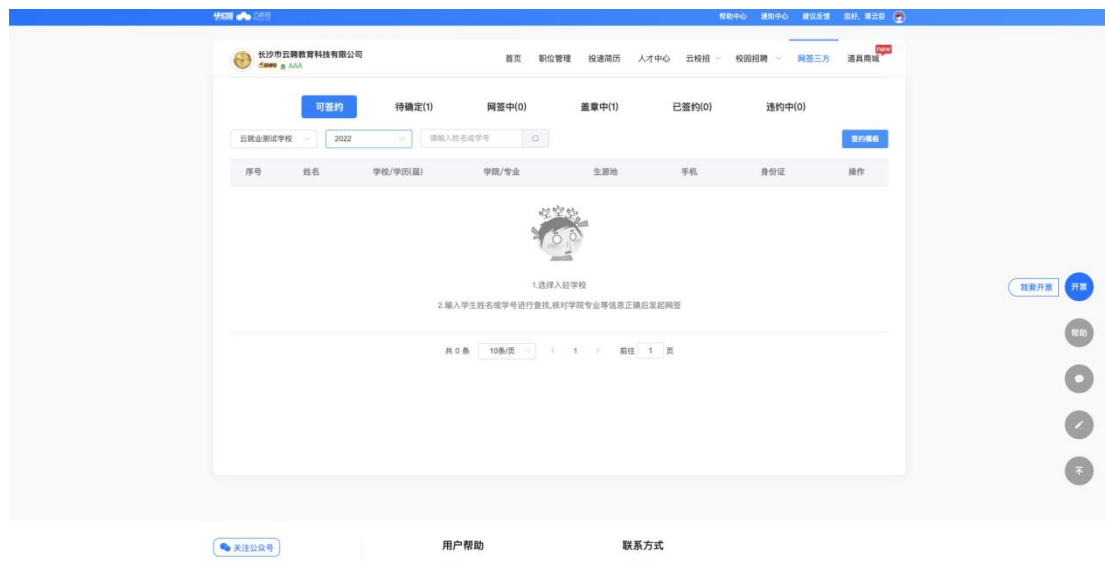 帮助中心 通知中心 建议反馈 您好，蒋云臣
长沙市云聘教育科技有限公司
AAA
首页 职位管理 投递简历 人才中心 云校招 校园招聘 网签三方 道具商城
new
可签约 待确定(1) 网签中(0) 盖章中(1) 已签约(0) 违约中(0)
云就业测试学校 2022 请输入姓名或学号 签约模板
序号 姓名 学校/学历(届) 学院/专业 生源地 手机 身份证 操作
空空空
1.选择入驻学校
2.输入学生姓名或学号进行查找,核对学院专业等信息正确后发起网签
共 0 条 10条/页 1 前往 1 页
我要开票 开票
帮助
关注公众号 用户帮助 联系方式